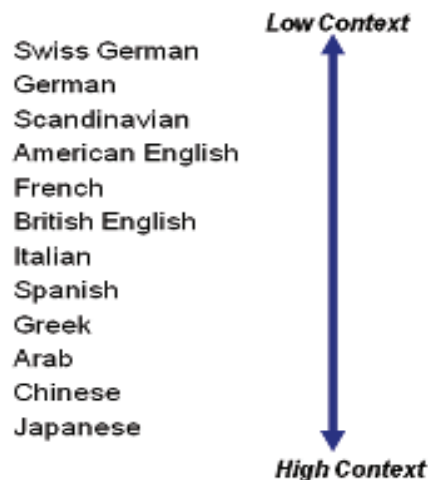 Low Context
Swiss German
German
Scandinavian
American English
French
British English
Italian
Spanish
Greek
Arab
Chinese
Japanese
High Context